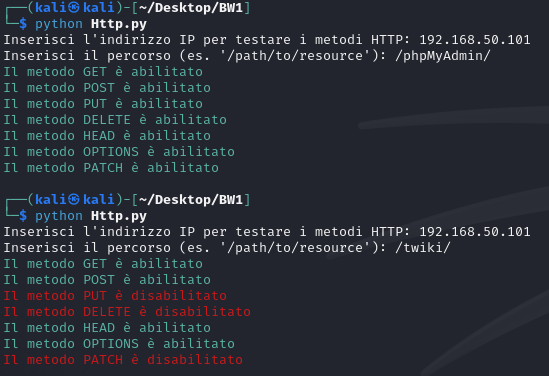 ┌──(kali㉿kali)-[~/Desktop/BW1]
└─$ python Http.py
Inserisci l'indirizzo IP per testare i metodi HTTP: 192.168.50.101
Inserisci il percorso (es. '/path/to/resource'): /phpMyAdmin/
Il metodo GET è abilitato
Il metodo POST è abilitato
Il metodo PUT è abilitato
Il metodo DELETE è abilitato
Il metodo HEAD è abilitato
Il metodo OPTIONS è abilitato
Il metodo PATCH è abilitato
┌──(kali㉿kali)-[~/Desktop/BW1]
└─$ python Http.py
Inserisci l'indirizzo IP per testare i metodi HTTP: 192.168.50.101
Inserisci il percorso (es. '/path/to/resource'): /twiki/
Il metodo GET è abilitato
Il metodo POST è abilitato
Il metodo PUT è disabilitato
Il metodo DELETE è disabilitato
Il metodo HEAD è abilitato
Il metodo OPTIONS è abilitato
Il metodo PATCH è disabilitato